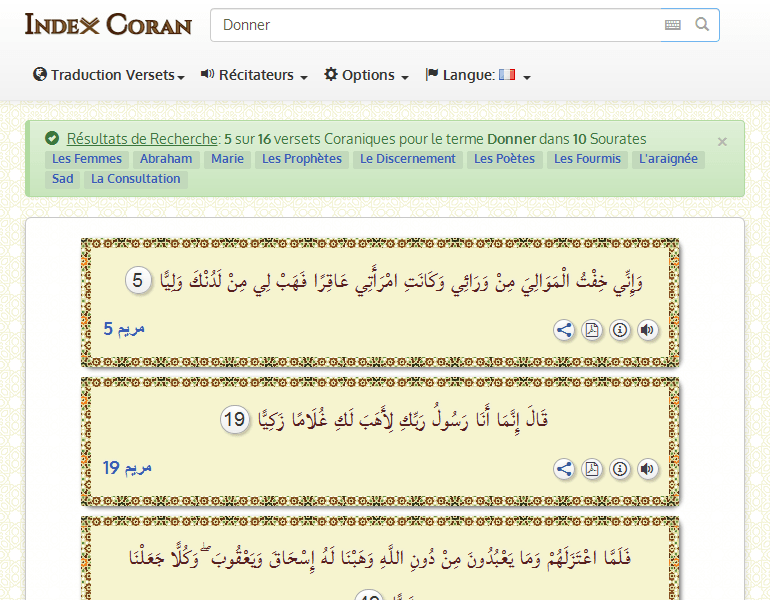 Index Coran
Donner
Traduction Versets Récitateurs Options Langue:
Résultats de Recherche: 5 sur 16 versets Coraniques pour le terme Donner dans 10 Sourates ×
Les Femmes Abraham Marie Les Prophètes Le Discernement Les Poètes Les Fourmis L'araignée
Sad La Consultation
وَإِنِّي خِفْتُ الْمَوَالِيَ مِنْ وَرَائِي وَكَانَتِ امْرَأَتِي عَاقِرًا فَهَبْ لِي مِنْ لَدُنْكَ وَلِيًّا 5
مريم 5
قَالَ إِنَّمَا أَنَا رَسُولُ رَبِّكِ لِأَهَبَ لَكِ غُلَامًا زَكِيًّا 19
مريم 19
فَلَمَّا اعْتَزَلَهُمْ وَمَا يَعْبُدُونَ مِنْ دُونِ اللَّهِ وَهَبْنَا لَهُ إِسْحَاقَ وَيَعْقُوبَ ۖ وَكُلًّا جَعَلْنَا